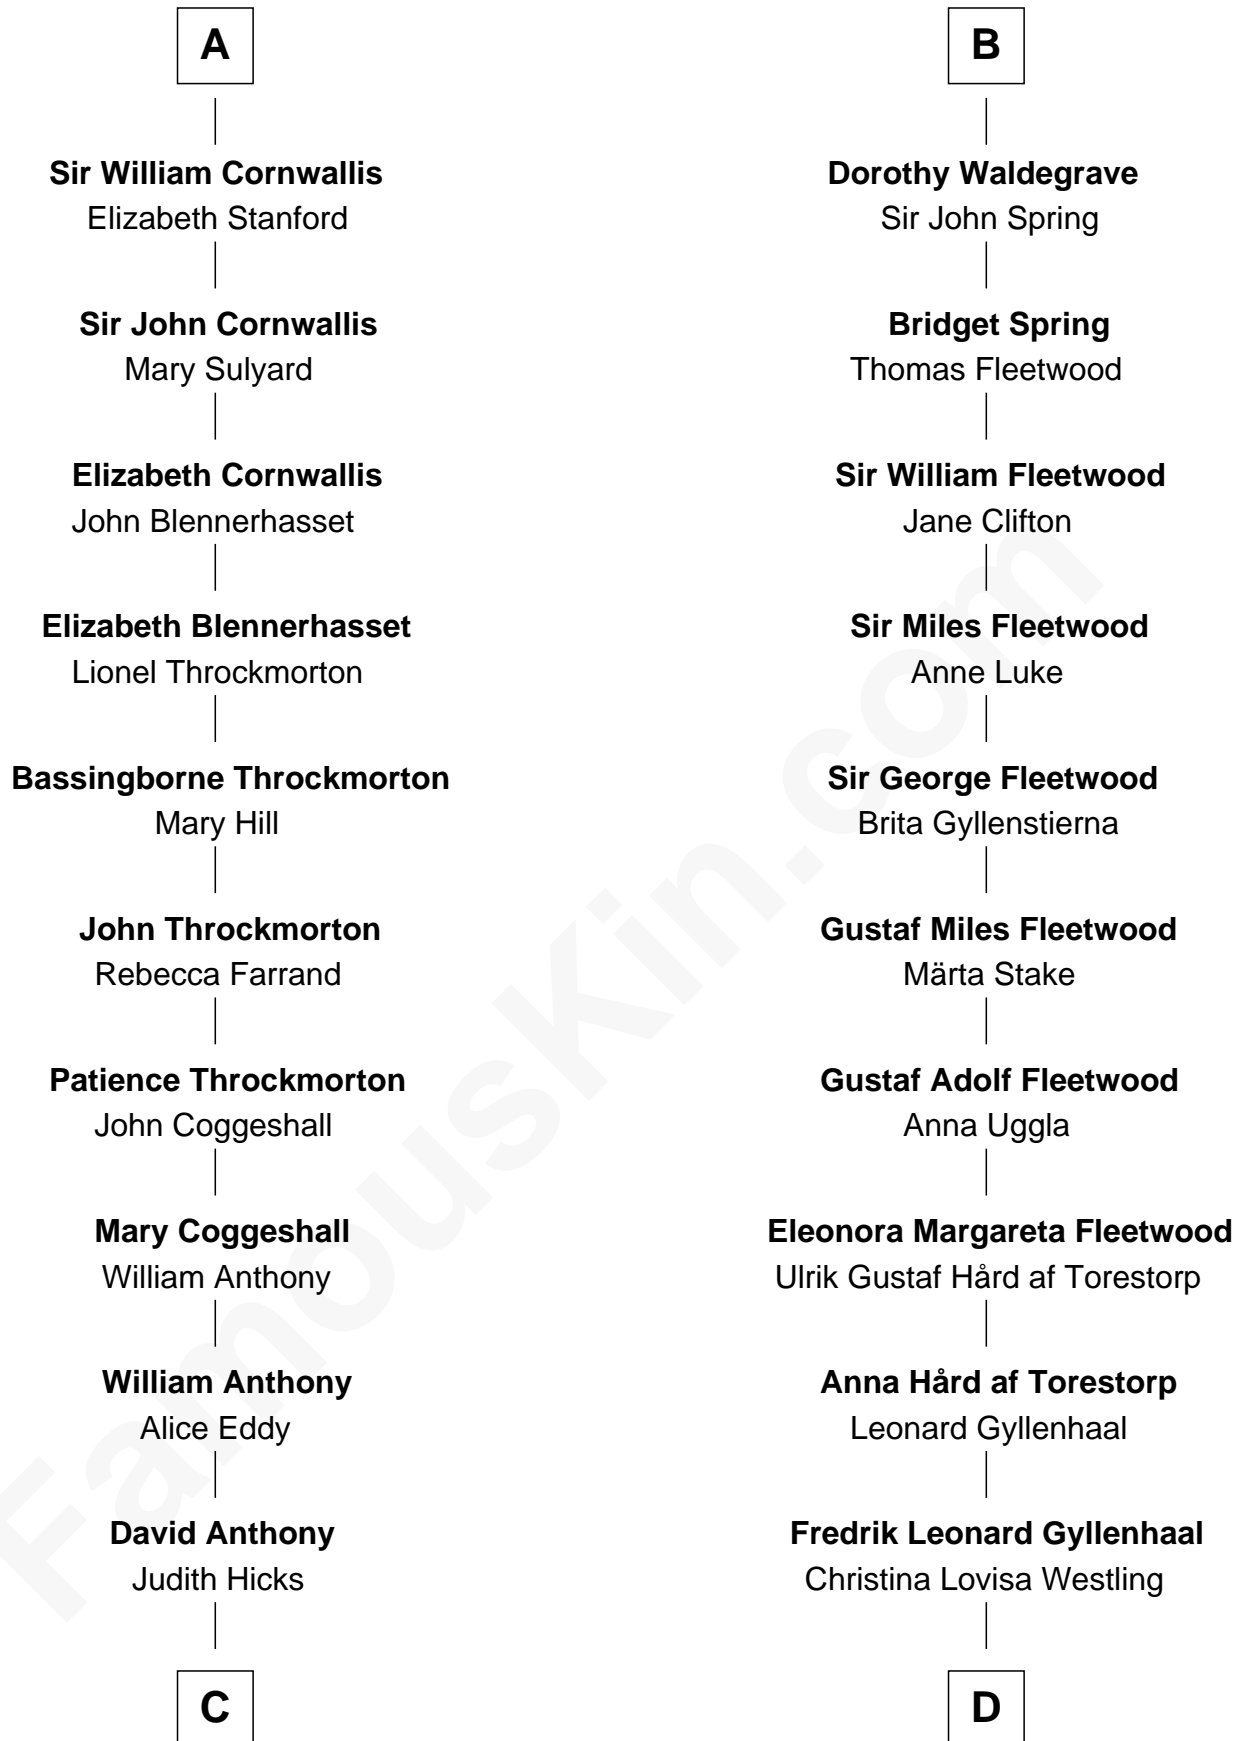 A
Sir William Cornwallis
Elizabeth Stanford
Sir John Cornwallis
Mary Sulyard
Elizabeth Cornwallis
John Blennerhasset
Elizabeth Blennerhasset
Lionel Throckmorton
Bassingborne Throckmorton
Mary Hill
John Throckmorton
Rebecca Farrand
Patience Throckmorton
John Coggeshall
Mary Coggeshall
William Anthony
William Anthony
Alice Eddy
David Anthony
Judith Hicks
C
B
Dorothy Waldegrave
Sir John Spring
Bridget Spring
Thomas Fleetwood
Sir William Fleetwood
Jane Clifton
Sir Miles Fleetwood
Anne Luke
Sir George Fleetwood
Brita Gyllenstierna
Gustaf Miles Fleetwood
Märta Stake
Gustaf Adolf Fleetwood
Anna Uggla
Eleonora Margareta Fleetwood
Ulrik Gustaf Hård af Torestorp
Anna Hård af Torestorp
Leonard Gyllenhaal
Fredrik Leonard Gyllenhaal
Christina Lovisa Westling
D
FamousKin.com